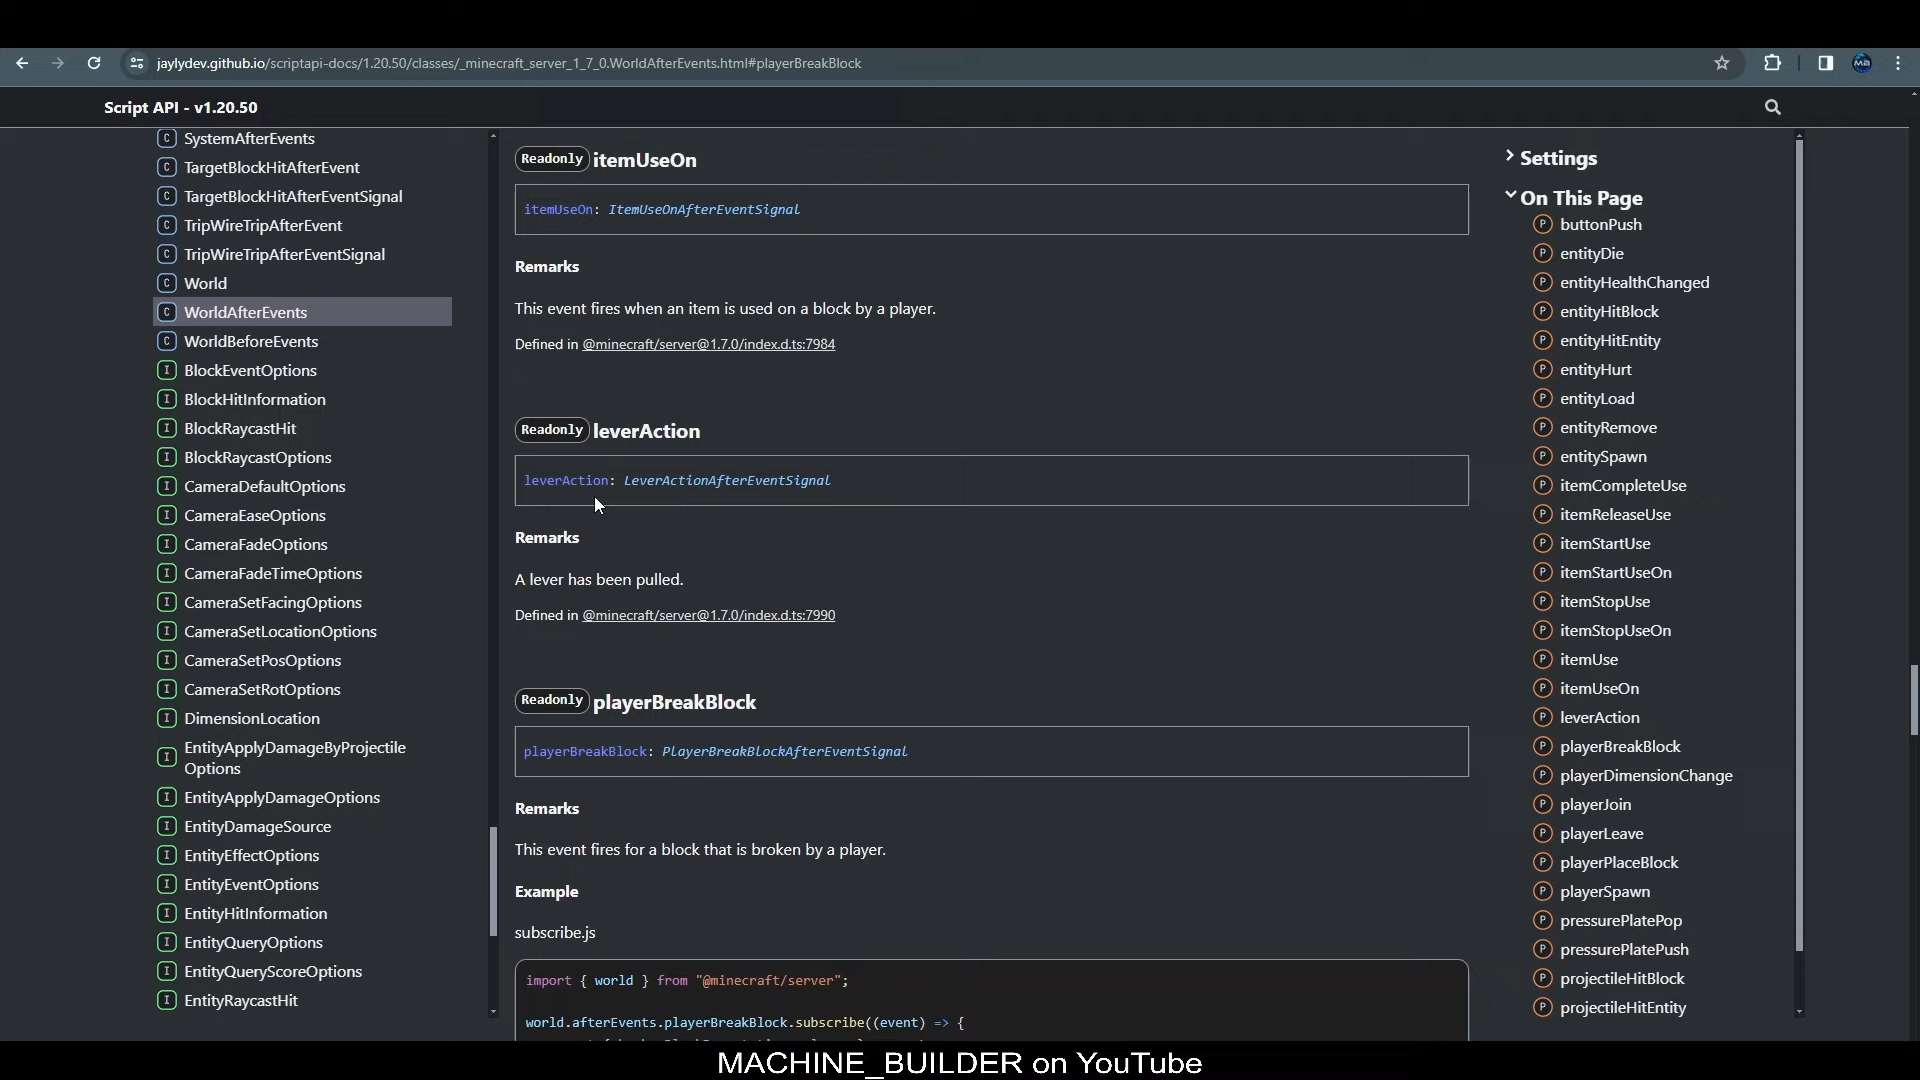 jaylydev.github.io/scriptapi-docs/1.20.50/classes/_minecraft_server_1_7_0.WorldAfterEvents.html#playerBreakBlock
Script API - v1.20.50
SystemAfterEvents
TargetBlockHitAfterEvent
TargetBlockHitAfterEventSignal
TripWireTripAfterEvent
TripWireTripAfterEventSignal
World
WorldAfterEvents
WorldBeforeEvents
BlockEventOptions
BlockHitInformation
BlockRaycastHit
BlockRaycastOptions
CameraDefaultOptions
CameraEaseOptions
CameraFadeOptions
CameraFadeTimeOptions
CameraSetFacingOptions
CameraSetLocationOptions
CameraSetPosOptions
CameraSetRotOptions
DimensionLocation
EntityApplyDamageByProjectile
Options
EntityApplyDamageOptions
EntityDamageSource
EntityEffectOptions
EntityEventOptions
EntityHitInformation
EntityQueryOptions
EntityQueryScoreOptions
EntityRaycastHit
Readonly itemUseOn
itemUseOn: ItemUseOnAfterEventSignal
Remarks
This event fires when an item is used on a block by a player.
Defined in @minecraft/server@1.7.0/index.d.ts:7984
Readonly leverAction
leverAction: LeverActionAfterEventSignal
Remarks
A lever has been pulled.
Defined in @minecraft/server@1.7.0/index.d.ts:7990
Readonly playerBreakBlock
playerBreakBlock: PlayerBreakBlockAfterEventSignal
Remarks
This event fires for a block that is broken by a player.
Example
subscribe.js
import { world } from "@minecraft/server";
world.afterEvents.playerBreakBlock.subscribe((event) => {
Settings
On This Page
buttonPush
entityDie
entityHealthChanged
entityHitBlock
entityHitEntity
entityHurt
entityLoad
entityRemove
entitySpawn
itemCompleteUse
itemReleaseUse
itemStartUse
itemStartUseOn
itemStopUse
itemStopUseOn
itemUse
itemUseOn
leverAction
playerBreakBlock
playerDimensionChange
playerJoin
playerLeave
playerPlaceBlock
playerSpawn
pressurePlatePop
pressurePlatePush
projectileHitBlock
projectileHitEntity
MACHINE_BUILDER on YouTube